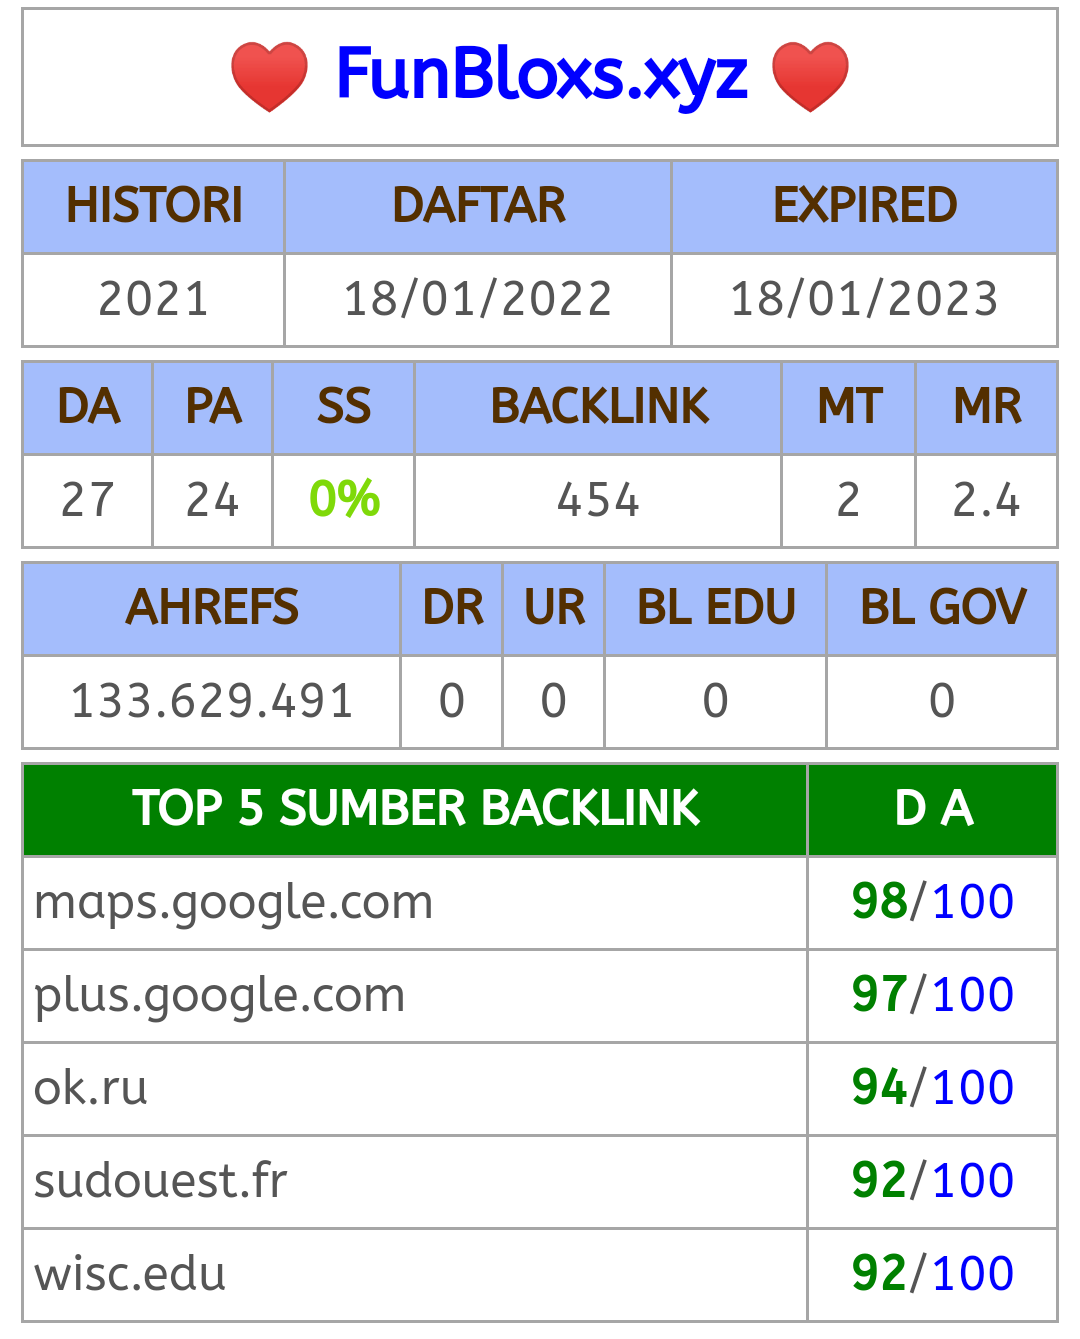 ❤️ FunBloxs.xyz ❤️
HISTORI DAFTAR EXPIRED
2021 18/01/2022 18/01/2023
DA PA SS BACKLINK MT MR
27 24 0% 454 2 2.4
AHREFS DR UR BL EDU BL GOV
133.629.491 0 0 0 0
TOP 5 SUMBER BACKLINK D A
maps.google.com 98/100
plus.google.com 97/100
ok.ru 94/100
sudouest.fr 92/100
wisc.edu 92/100